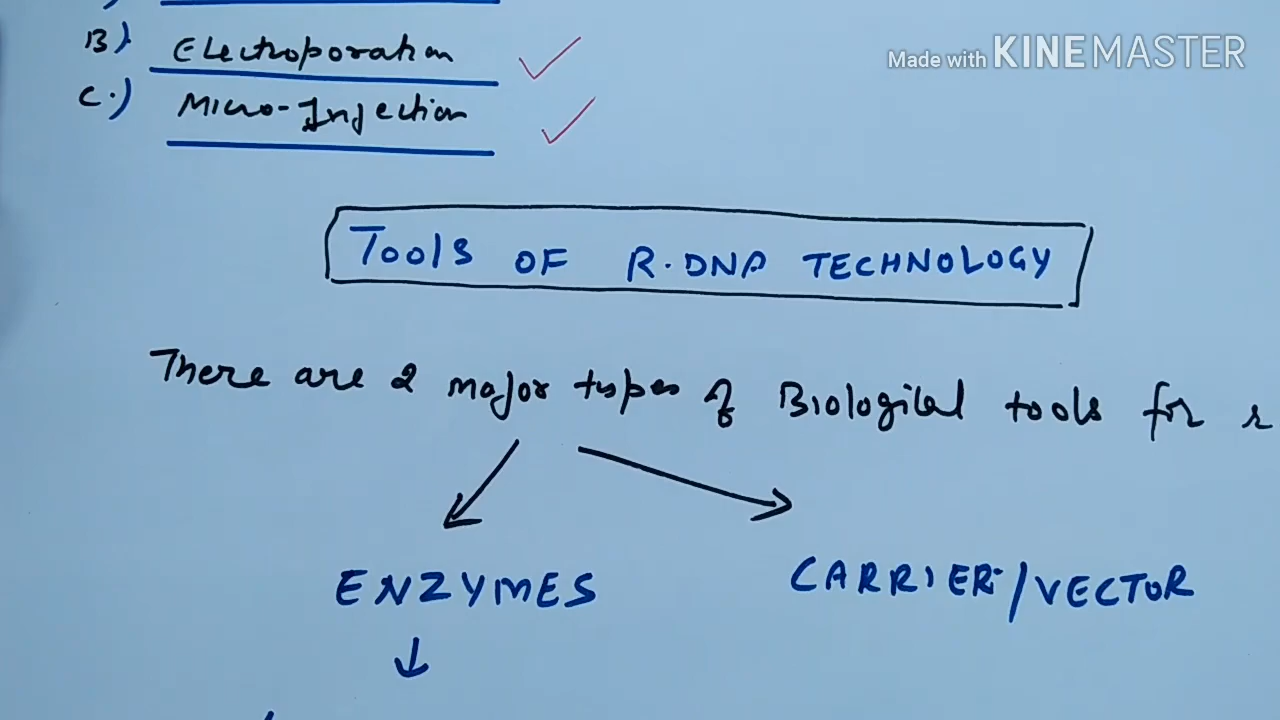 B) Electroporation
Made with KINEMASTER
C.) Micro-Injection
Tools OF R.DNA TECHNOLOGY
There are 2 major types of Biological tools for r
ENZYMES
CARRIER/VECTOR